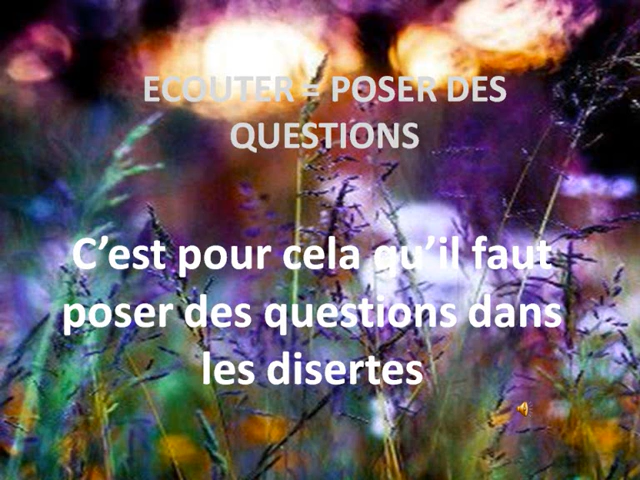 ECOUTER = POSER DES
QUESTIONS
C’est pour cela qu’il faut
poser des questions dans
les disertes